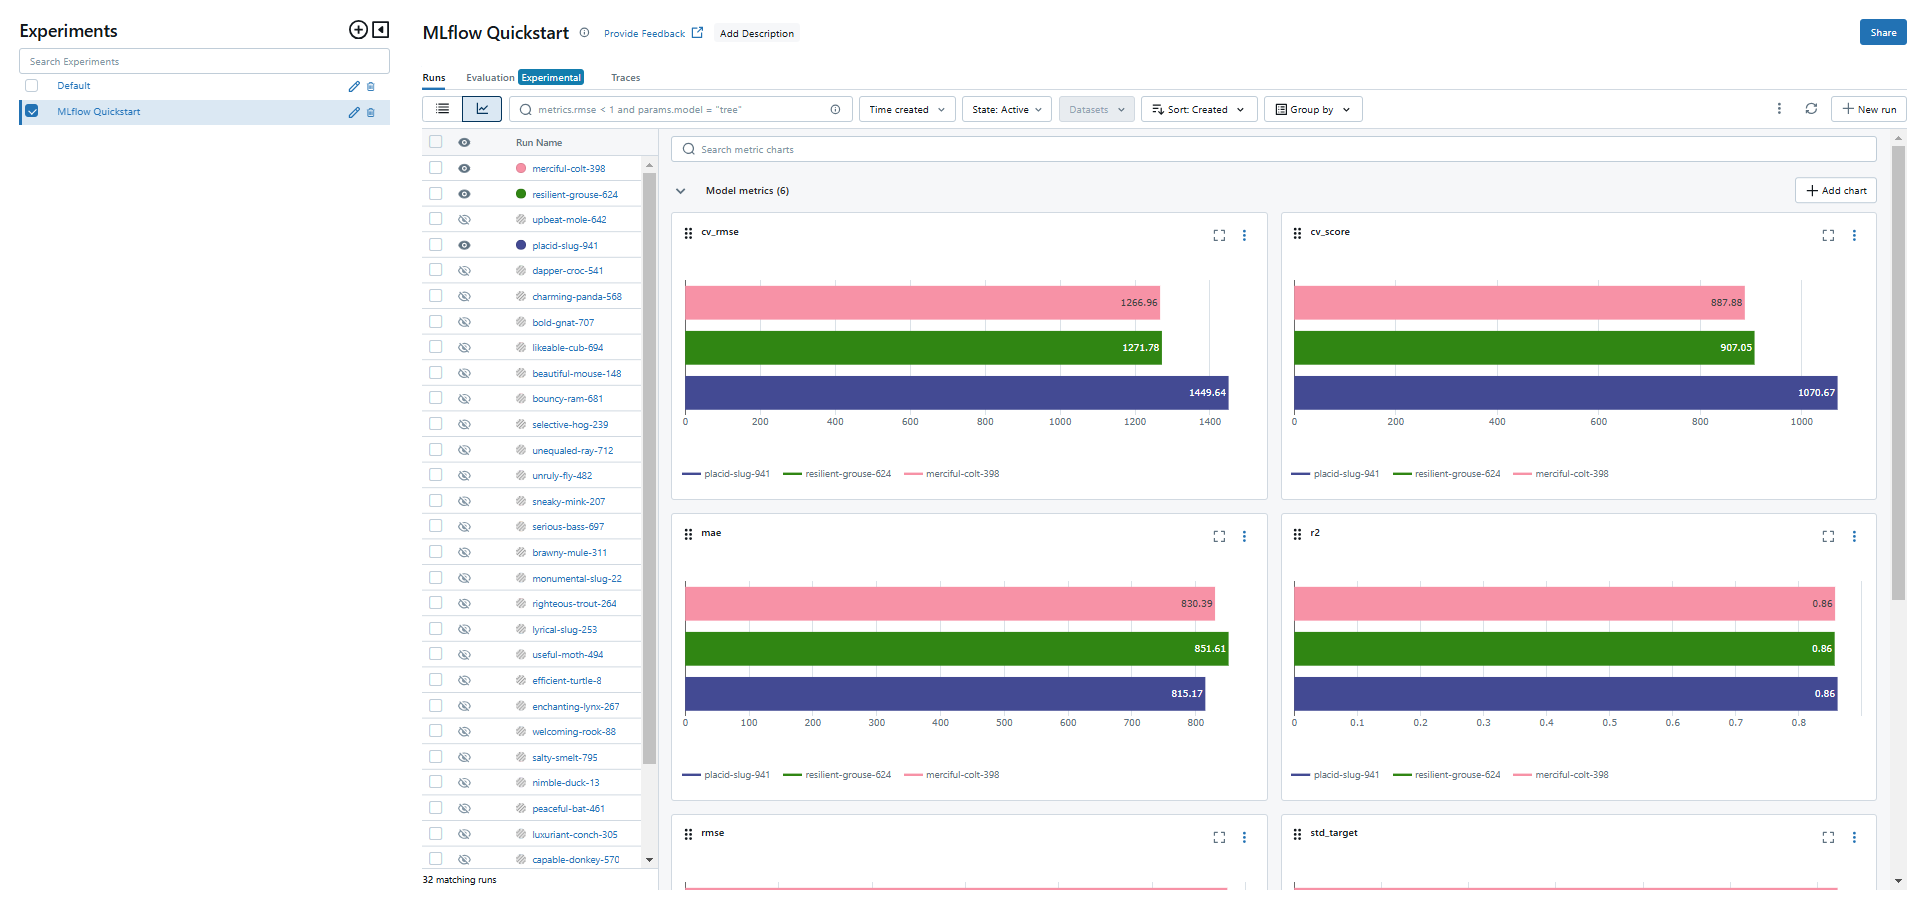 Experiments
Search Experiments
Default
MLflow Quickstart
MLflow Quickstart
Provide Feedback
Add Description
Share
Runs
Evaluation Experimental
Traces
metrics.rmse < 1 and params.model = "tree"
Time created
State: Active
Datasets
Sort: Created
Group by
New run
Run Name
merciful-colt-398
resilient-grouse-624
upbeat-mole-642
placid-slug-941
dapper-croc-541
charming-panda-568
bold-gnat-707
likeable-cub-694
beautiful-mouse-148
bouncy-ram-681
selective-hog-239
unequaled-ray-712
unruly-fly-482
sneaky-mink-207
serious-bass-697
brawny-mule-311
monumental-slug-22
righteous-trout-264
lyrical-slug-253
useful-moth-494
efficient-turtle-8
enchanting-lynx-267
welcoming-rook-88
salty-smelt-795
nimble-duck-13
peaceful-bat-461
luxuriant-conch-305
capable-donkey-570
32 matching runs
Search metric charts
Model metrics (6)
Add chart
cv_rmse
1266.96
1271.78
1449.64
0 200 400 600 800 1000 1200 1400
placid-slug-941 resilient-grouse-624 merciful-colt-398
cv_score
887.88
907.05
1070.67
0 200 400 600 800 1000
placid-slug-941 resilient-grouse-624 merciful-colt-398
mae
830.39
851.61
815.17
0 100 200 300 400 500 600 700 800
placid-slug-941 resilient-grouse-624 merciful-colt-398
r2
0.86
0.86
0.86
0 0.1 0.2 0.3 0.4 0.5 0.6 0.7 0.8
placid-slug-941 resilient-grouse-624 merciful-colt-398
rmse
std_target